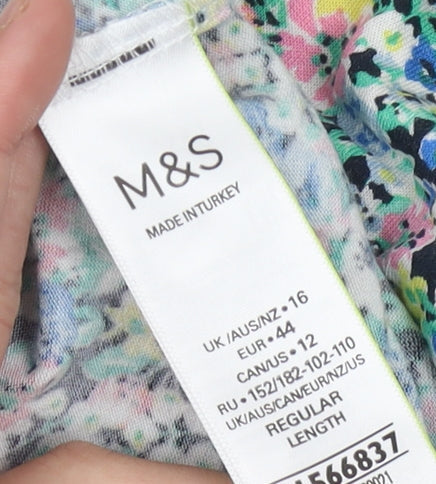 M&S
MADE IN TURKEY
UK/AUS/NZ • 16
EUR • 44
CAN/US • 12
RU • 152/182-102-110
UK/AUS/CAN/EUR/NZ/US
REGULAR
LENGTH
566837